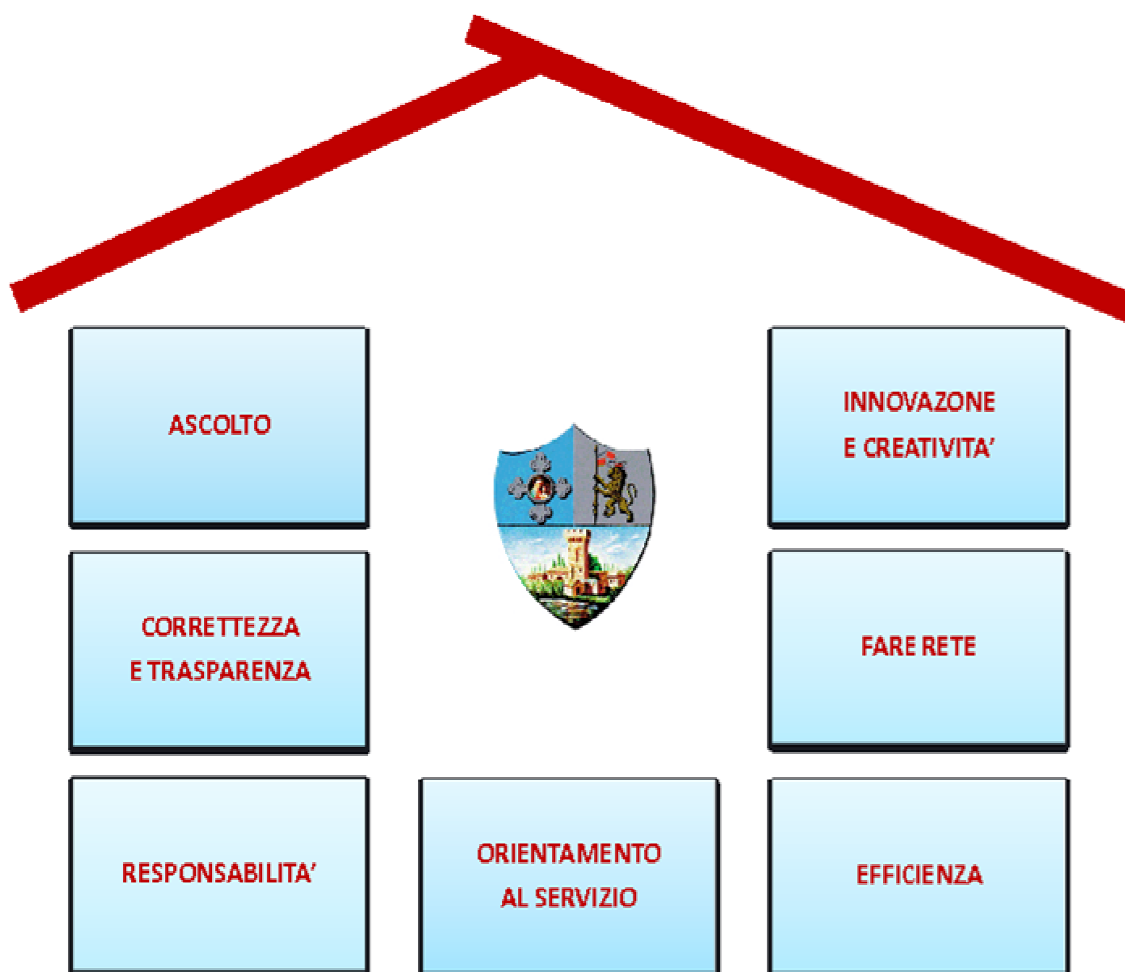 ASCOLTO
INNOVAZONE
E CREATIVITA’
CORRETTEZZA
E TRASPARENZA
FARE RETE
RESPONSABILITA’
ORIENTAMENTO
AL SERVIZIO
EFFICIENZA